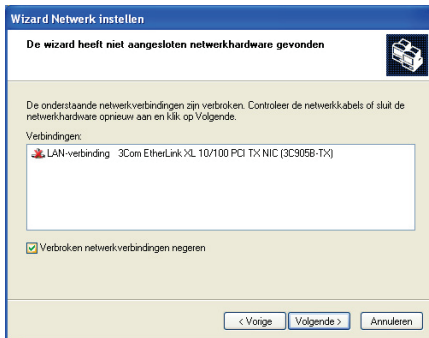 Wizard Netwerk instellen
De wizard heeft niet aangesloten netwerkhardware gevonden
De onderstaande netwerkverbindingen zijn verbroken. Controleer de netwerkkabels of sluit de
netwerkhardware opnieuw aan en klik op Volgende.
Verbindingen:
LAN-verbinding 3Com EtherLink XL 10/100 PCI TX NIC (3C905B-TX)
Verbroken netwerkverbindingen negeren
< Vorige Volgende > Annuleren